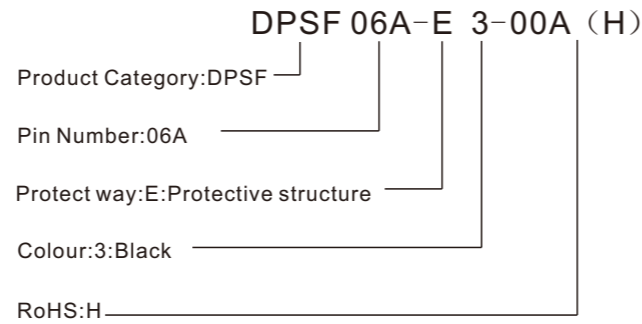 DPSF 06A-E 3-00A（H）
Product Category:DPSF
Pin Number:06A
Protect way:E:Protective structure
Colour:3:Black
RoHS:H